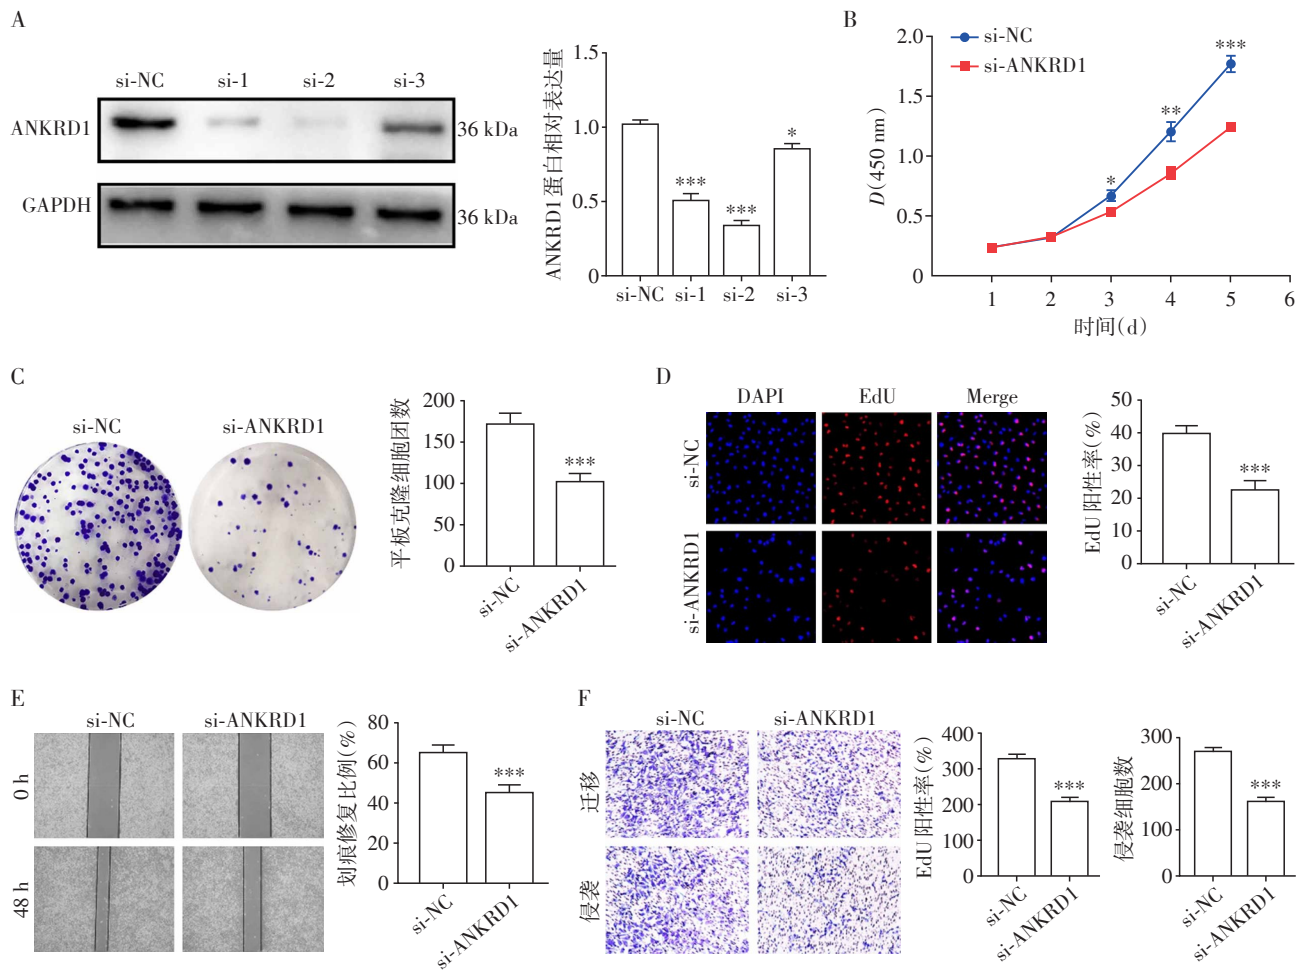 A
si-NC si-1 si-2 si-3
ANKRD1
36 kDa
GAPDH
36 kDa
ANKRD1蛋白相对表达量
1.5
1.0
0.5
0
***
***
*
si-NC si-1 si-2 si-3
B
si-NC
si-ANKRD1
D(450 nm)
2.0
1.5
1.0
0.5
0
*
**
***
1 2 3 4 5 6
时间(d)
C
si-NC si-ANKRD1
平板克隆细胞团数
200
150
100
50
0
***
si-NC
si-ANKRD1
D
DAPI EdU Merge
si-NC
si-ANKRD1
EdU阳性率(%)
50
40
30
20
10
0
***
si-NC
si-ANKRD1
E
si-NC si-ANKRD1
0 h
48 h
划痕修复比例(%)
80
60
40
20
0
***
si-NC
si-ANKRD1
F
si-NC si-ANKRD1
迁移
侵袭
EdU阳性率(%)
400
300
200
100
0
***
si-NC
si-ANKRD1
侵袭细胞数
300
200
100
0
***
si-NC
si-ANKRD1